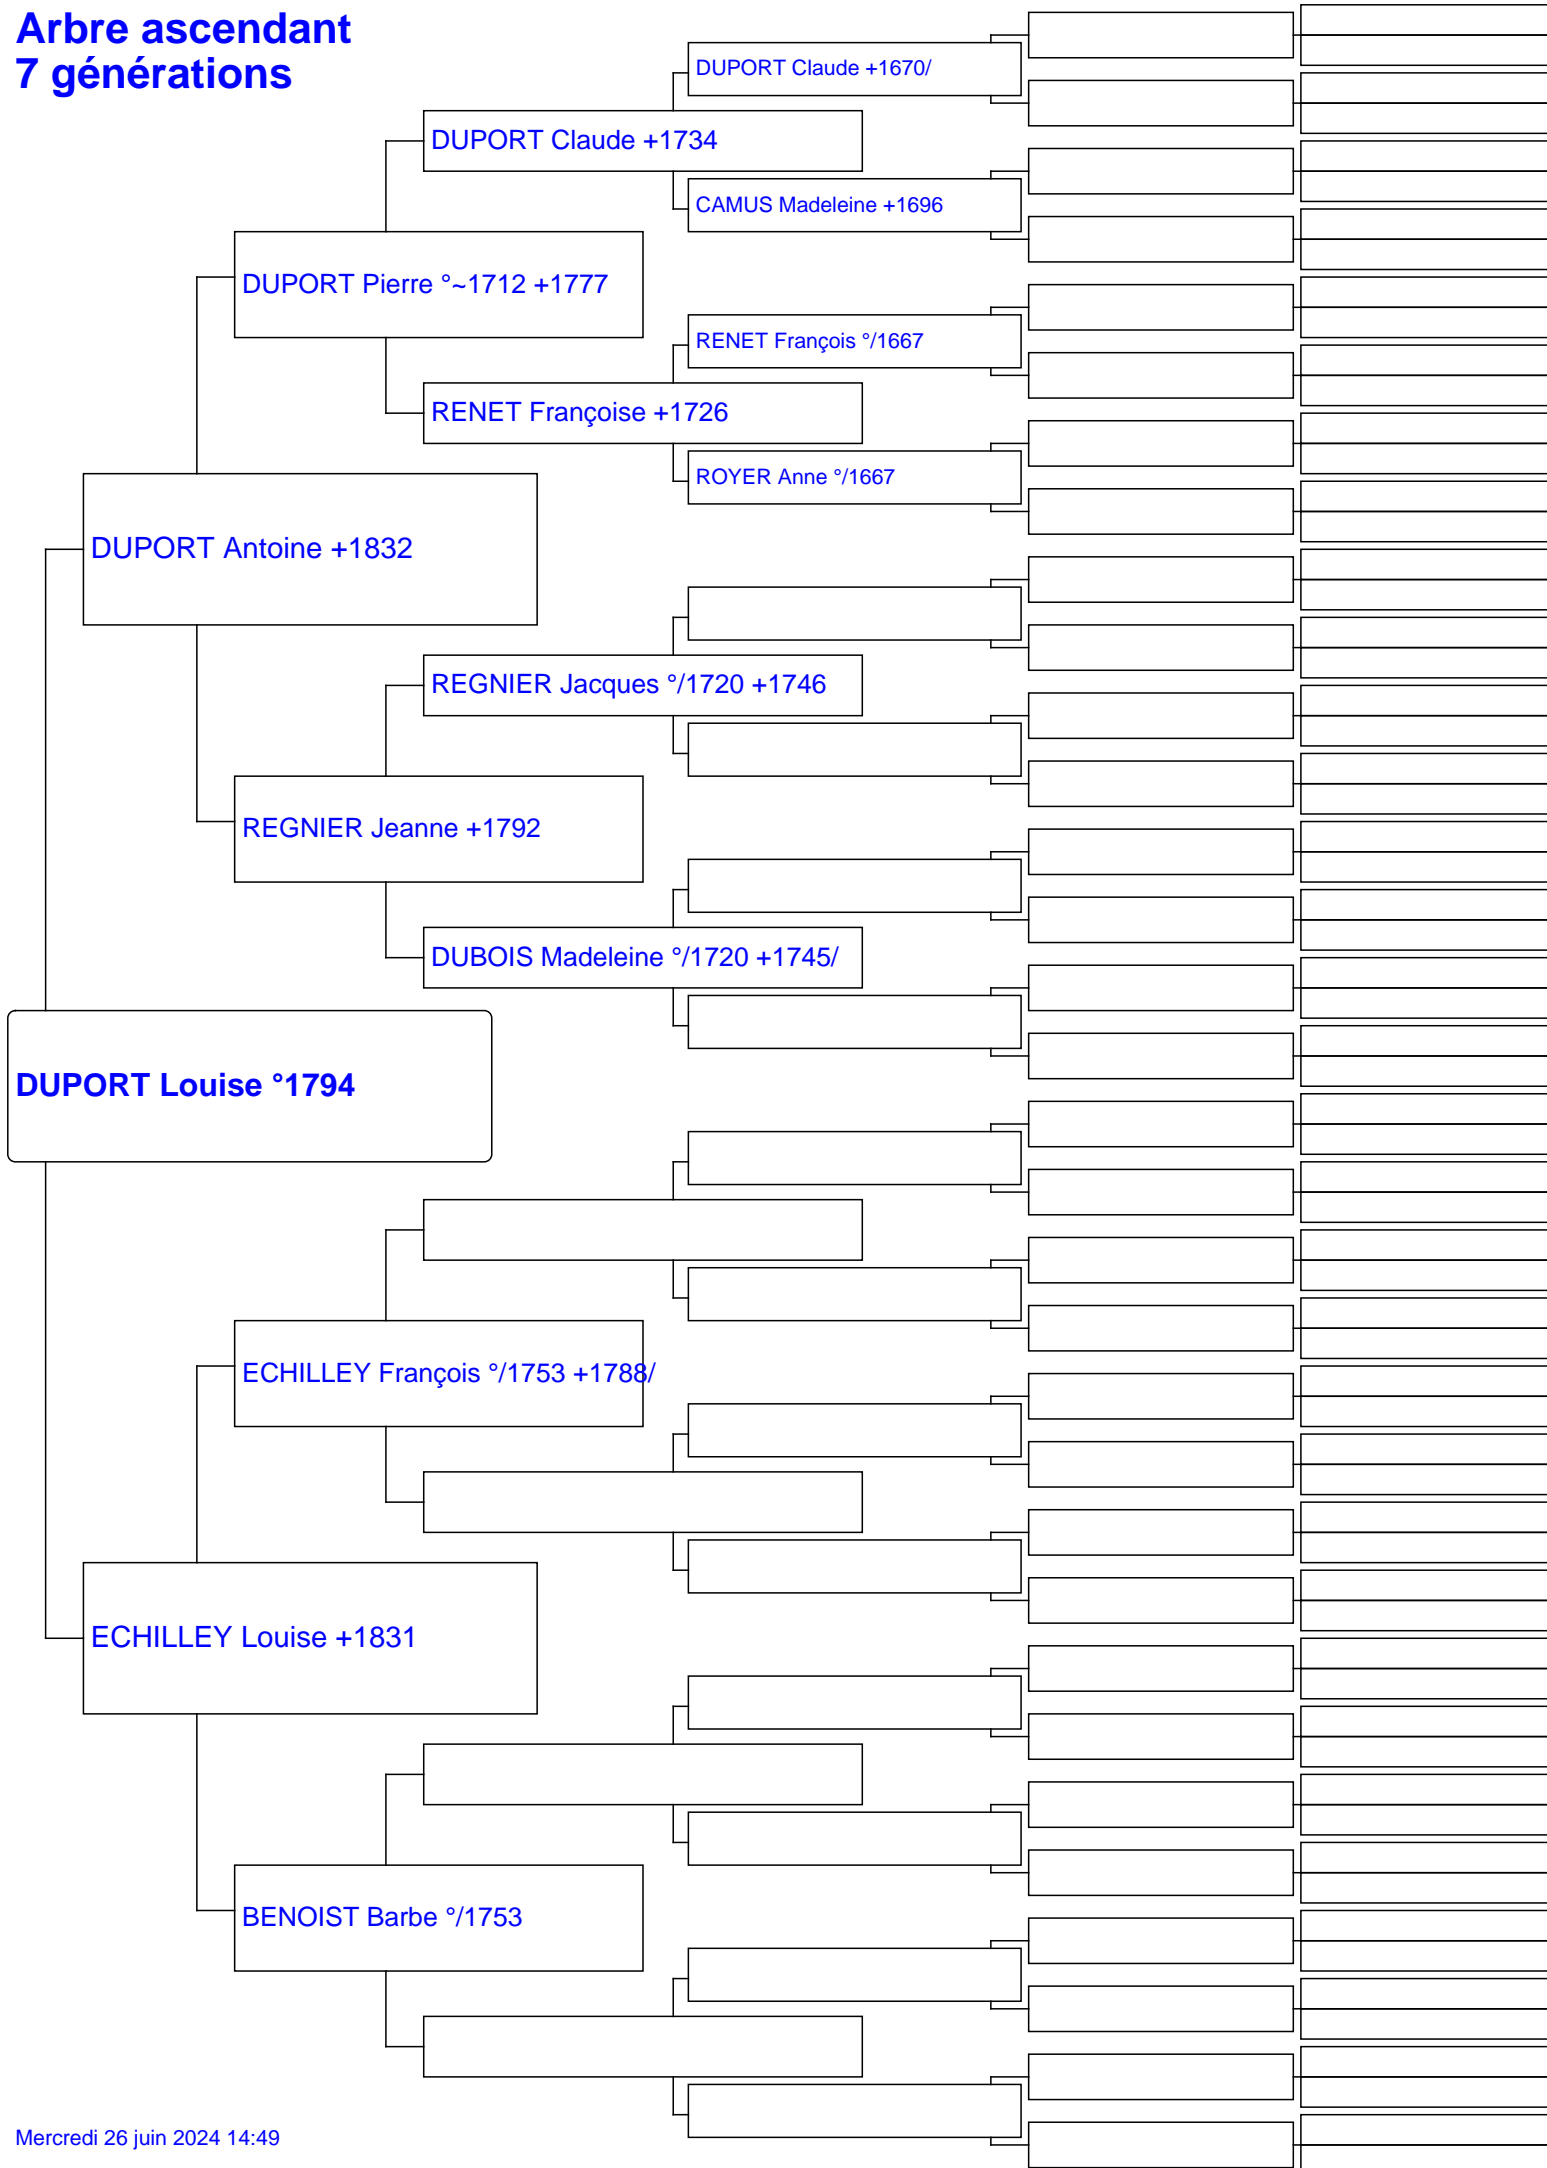 Arbre ascendant
7 générations
DUPORT Claude +1670/
DUPORT Claude +1734
CAMUS Madeleine +1696
DUPORT Pierre °~1712 +1777
RENET François °/1667
RENET Françoise +1726
ROYER Anne °/1667
DUPORT Antoine +1832
REGNIER Jacques °/1720 +1746
REGNIER Jeanne +1792
DUBOIS Madeleine °/1720 +1745/
DUPORT Louise °1794
ECHILLEY François °/1753 +1788/
ECHILLEY Louise +1831
BENOIST Barbe °/1753
Mercredi 26 juin 2024 14:49